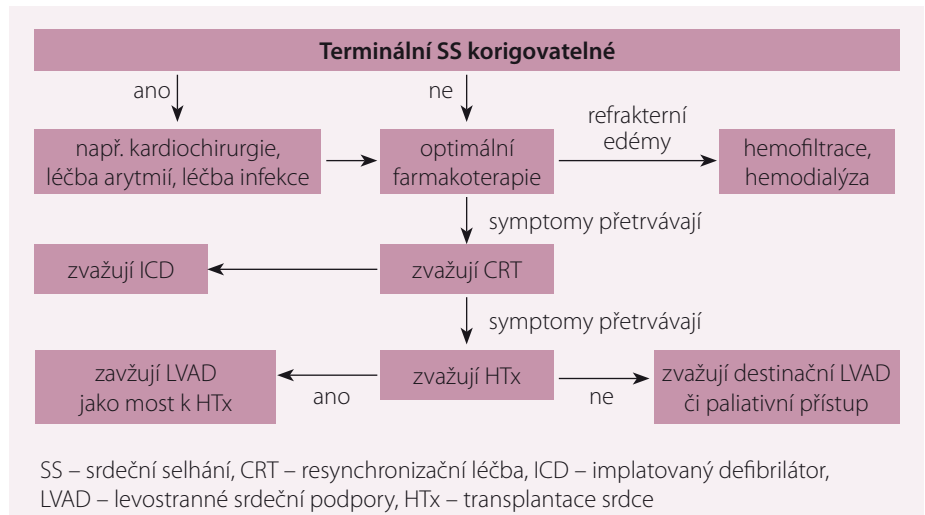 Terminální SS korigovatelné
ano
ne
např. kardiochirurgie,
léčba arytmií, léčba infekce
optimální
farmakoterapie
refrakterní
edémy
hemofiltrace,
hemodialýza
symptomy přetrvávají
zvažují ICD
zvažují CRT
symptomy přetrvávají
zavžují LVAD
jako most k HTx
ano
zvažují HTx
ne
zvažují destinační LVAD
či paliativní přístup
SS – srdeční selhání, CRT – resynchronizační léčba, ICD – implatovaný defibrilátor,
LVAD – levostranné srdeční podpory, HTx – transplantace srdce